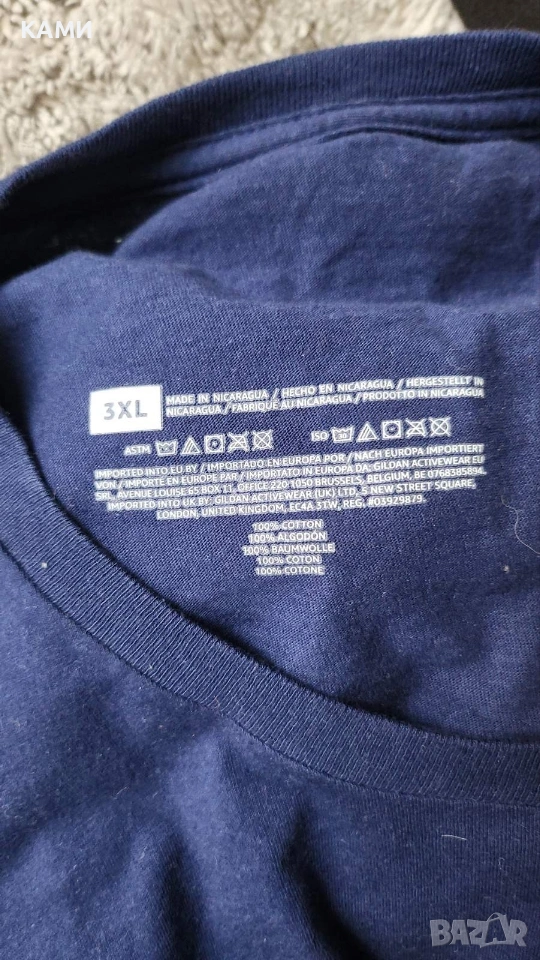 КАМИ
3XL
MADE IN NICARAGUA / HECHO EN NICARAGUA / HERGESTELLT IN
NICARAGUA / FABRIQUÉ AU NICARAGUA / PRODOTTO IN NICARAGUA
ASTM ISO 30
IMPORTED INTO EU BY / IMPORTADO EN EUROPA POR / NACH EUROPA IMPORTIERT
VON / IMPORTÉ EN EUROPE PAR / IMPORTATO IN EUROPA DA: GILDAN ACTIVEWEAR EU
SRL, AVENUE LOUISE 65 BOX 11, OFFICE 220 1050 BRUSSELS, BELGIUM, BE 0768385894.
IMPORTED INTO UK BY: GILDAN ACTIVEWEAR (UK) LTD, 5 NEW STREET SQUARE,
LONDON, UNITED KINGDOM, EC4A 3TW, REG. #03929879.
100% COTTON
100% ALGODÓN
100% BAUMWOLLE
100% COTON
100% COTONE
BAZAR